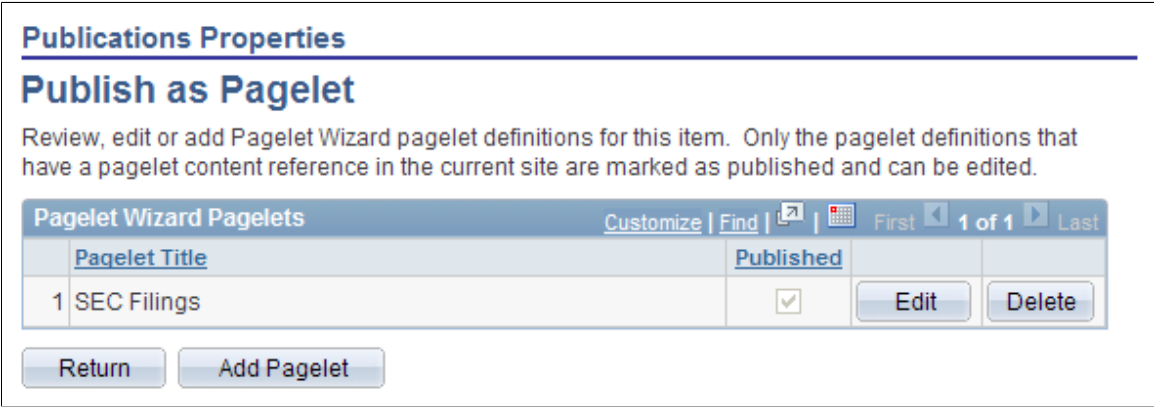 Publications Properties
Publish as Pagelet
Review, edit or add Pagelet Wizard pagelet definitions for this item. Only the pagelet definitions that
have a pagelet content reference in the current site are marked as published and can be edited.
Pagelet Wizard Pagelets Customize | Find | | First 1 of 1 Last
Pagelet Title Published
1 SEC Filings Edit Delete
Return Add Pagelet